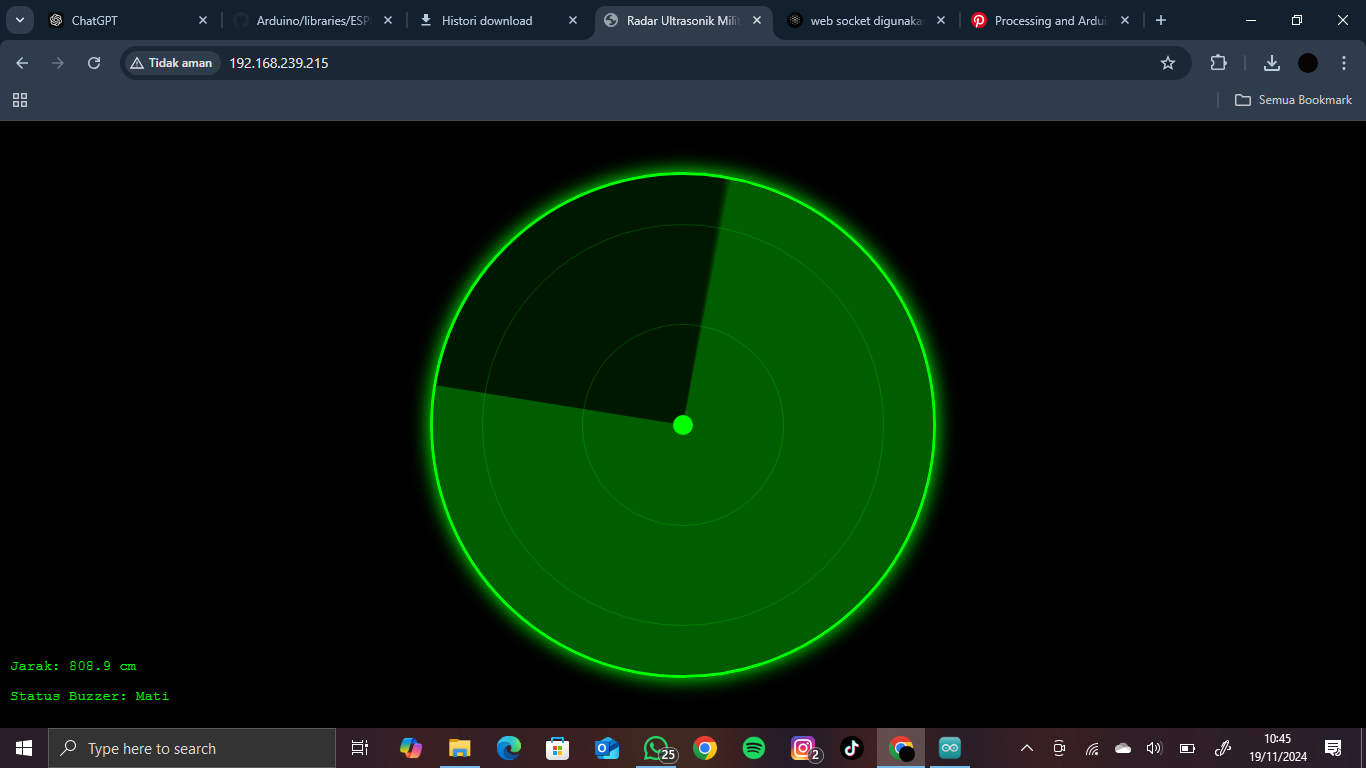 ChatGPT
Arduino/libraries/ESP
Histori download
Radar Ultrasonik Mili
web socket digunaka
Processing and Ardu
Tidak aman
192.168.239.215
Semua Bookmark
Jarak: 808.9 cm
Status Buzzer: Mati
Type here to search
25
2
10:45
19/11/2024